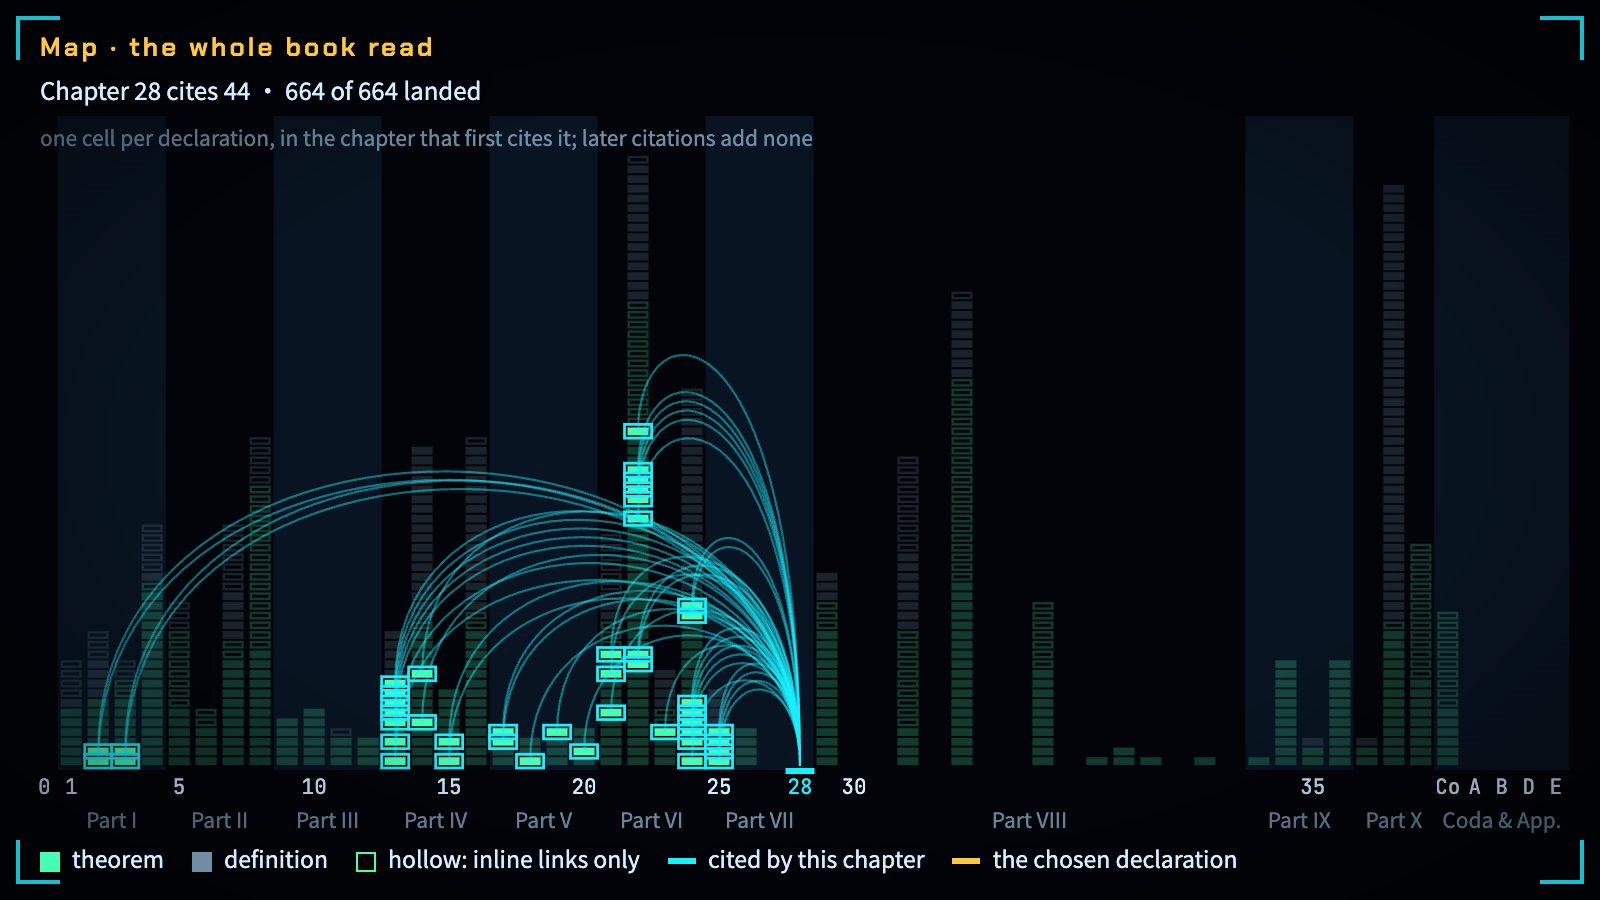 Map · the whole book read
Chapter 28 cites 44 • 664 of 664 landed
one cell per declaration, in the chapter that first cites it; later citations add none
0 1 5 10 15 20 25 28 30 35 Co A B D E
Part I Part II Part III Part IV Part V Part VI Part VII Part VIII Part IX Part X Coda & App.
theorem definition hollow: inline links only cited by this chapter the chosen declaration